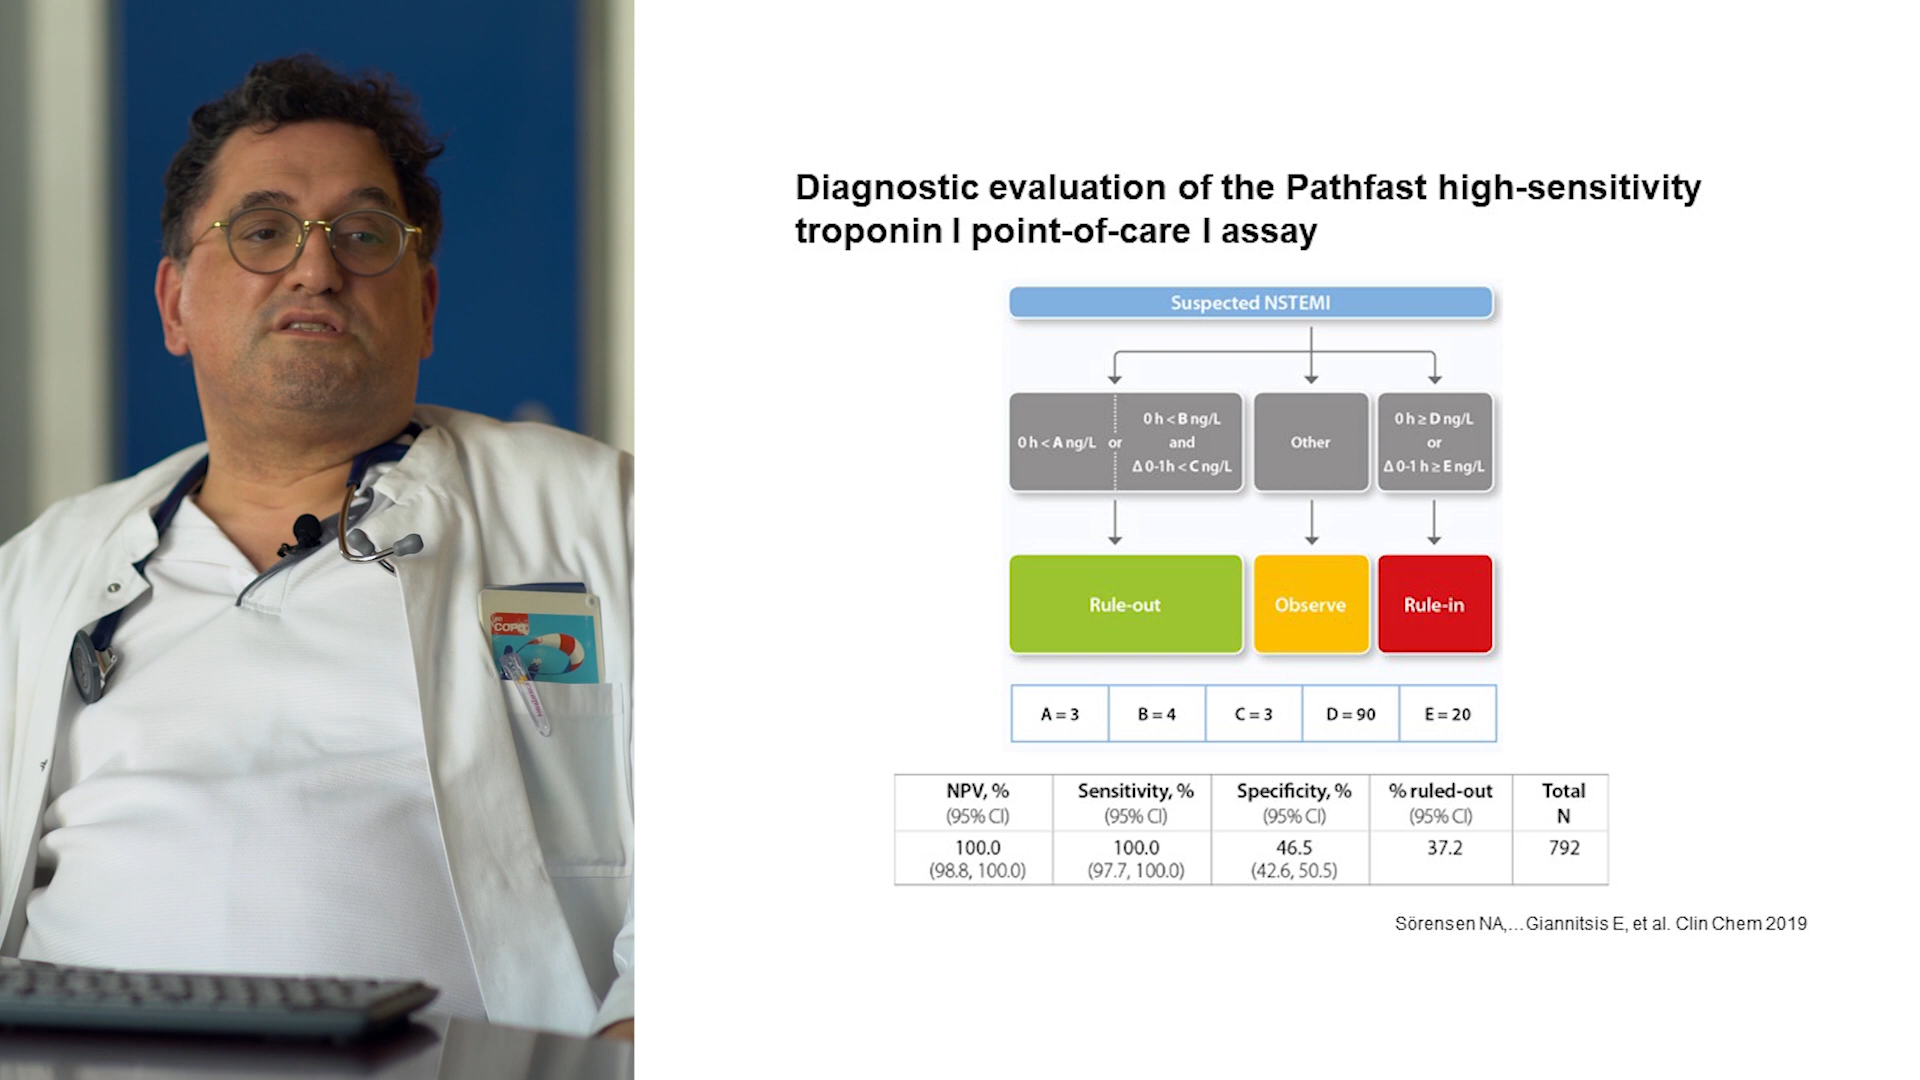 COPD
Diagnostic evaluation of the Pathfast high-sensitivity
troponin I point-of-care I assay
Suspected NSTEMI
0 h < A ng/L or
0 h < B ng/L
and
Δ 0-1h < C ng/L
Other
0 h ≥ D ng/L
or
Δ 0-1 h ≥ E ng/L
Rule-out
Observe
Rule-in
A = 3
B = 4
C = 3
D = 90
E = 20
NPV, %
(95% CI)
Sensitivity, %
(95% CI)
Specificity, %
(95% CI)
% ruled-out
(95% CI)
Total
N
100.0
(98.8, 100.0)
100.0
(97.7, 100.0)
46.5
(42.6, 50.5)
37.2
792
Sörensen NA,…Giannitsis E, et al. Clin Chem 2019